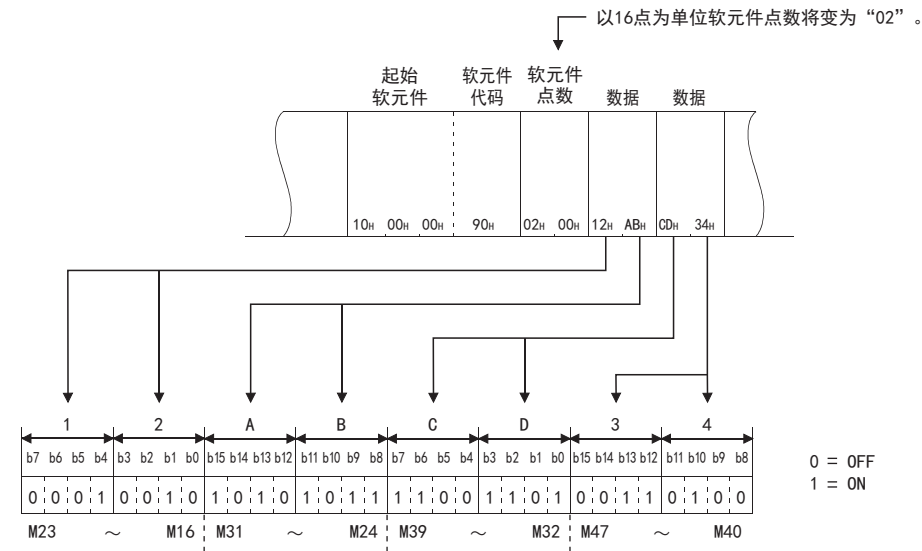 以16点为单位软元件点数将变为“02”。
起始 软元件 软元件
软元件 代码 点数 数据 数据
10H 00H 00H 90H 02H 00H 12H ABH CDH 34H
1 2 A B C D 3 4
b7 b6 b5 b4 b3 b2 b1 b0 b15 b14 b13 b12 b11 b10 b9 b8 b7 b6 b5 b4 b3 b2 b1 b0 b15 b14 b13 b12 b11 b10 b9 b8
0 0 0 1 0 0 1 0 1 0 1 0 1 0 1 1 1 1 0 0 1 1 0 1 0 0 1 1 0 1 0 0
M23 ～ M16 M31 ～ M24 M39 ～ M32 M47 ～ M40
0 = OFF
1 = ON